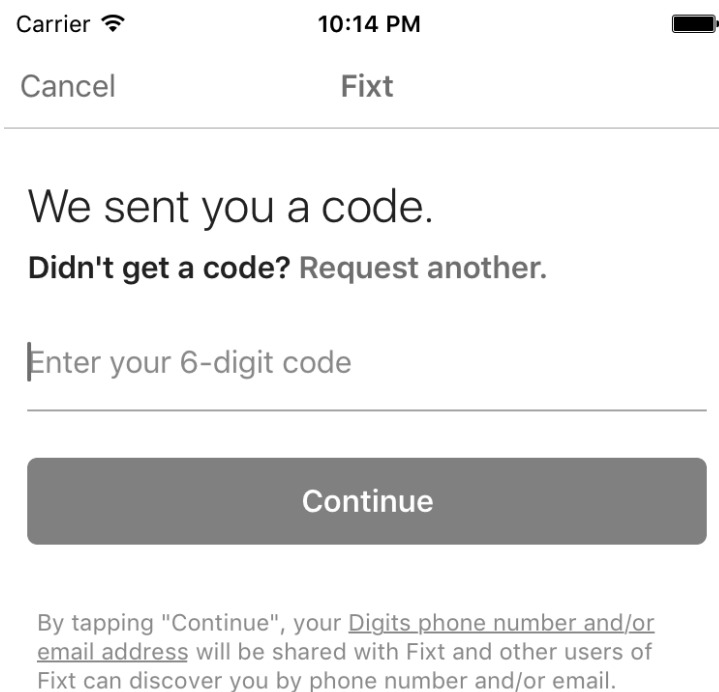 Carrier 10:14 PM
Cancel Fixt
We sent you a code.
Didn't get a code? Request another.
Enter your 6-digit code
Continue
By tapping "Continue", your Digits phone number and/or
email address will be shared with Fixt and other users of
Fixt can discover you by phone number and/or email.